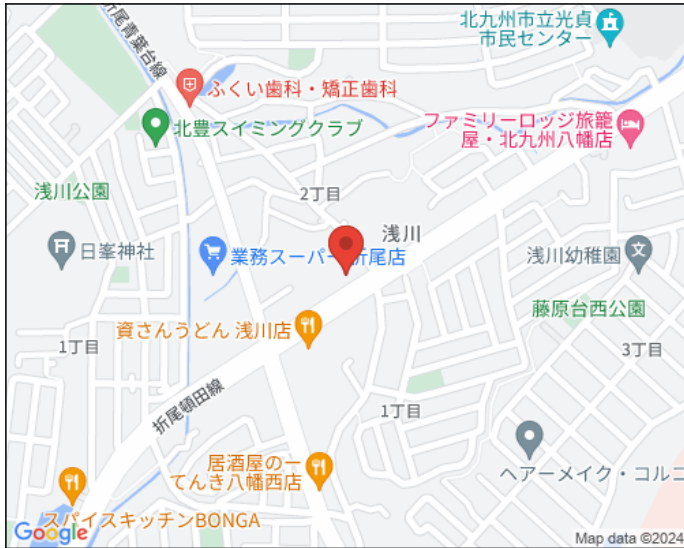 折尾青葉台線
北九州市立光貞
市民センター
ふくい歯科・矯正歯科
北豊スイミングクラブ
ファミリーロッジ旅籠
屋・北九州八幡店
浅川公園
2丁目
浅川
日峯神社
業務スーパー 折尾店
浅川幼稚園
藤原台西公園
資さんうどん 浅川店
1丁目
3丁目
折尾頓田線
1丁目
居酒屋の一
てんき八幡西店
ヘアーメイク・コルコ
スパイスキッチンBONGA
Google
Map data ©2024